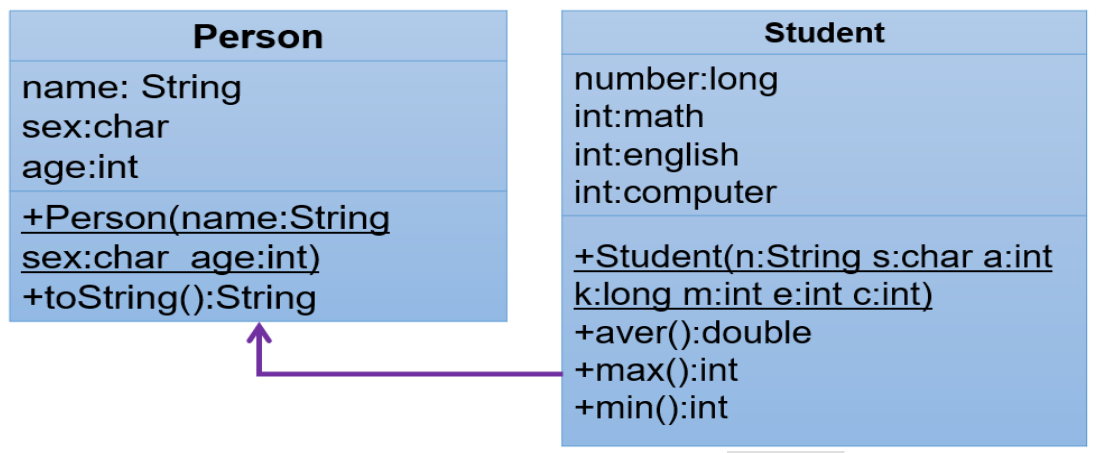 Person
name: String
sex:char
age:int
+Person(name:String
sex:char age:int)
+toString():String
Student
number:long
int:math
int:english
int:computer
+Student(n:String s:char a:int
k:long m:int e:int c:int)
+aver():double
+max():int
+min():int